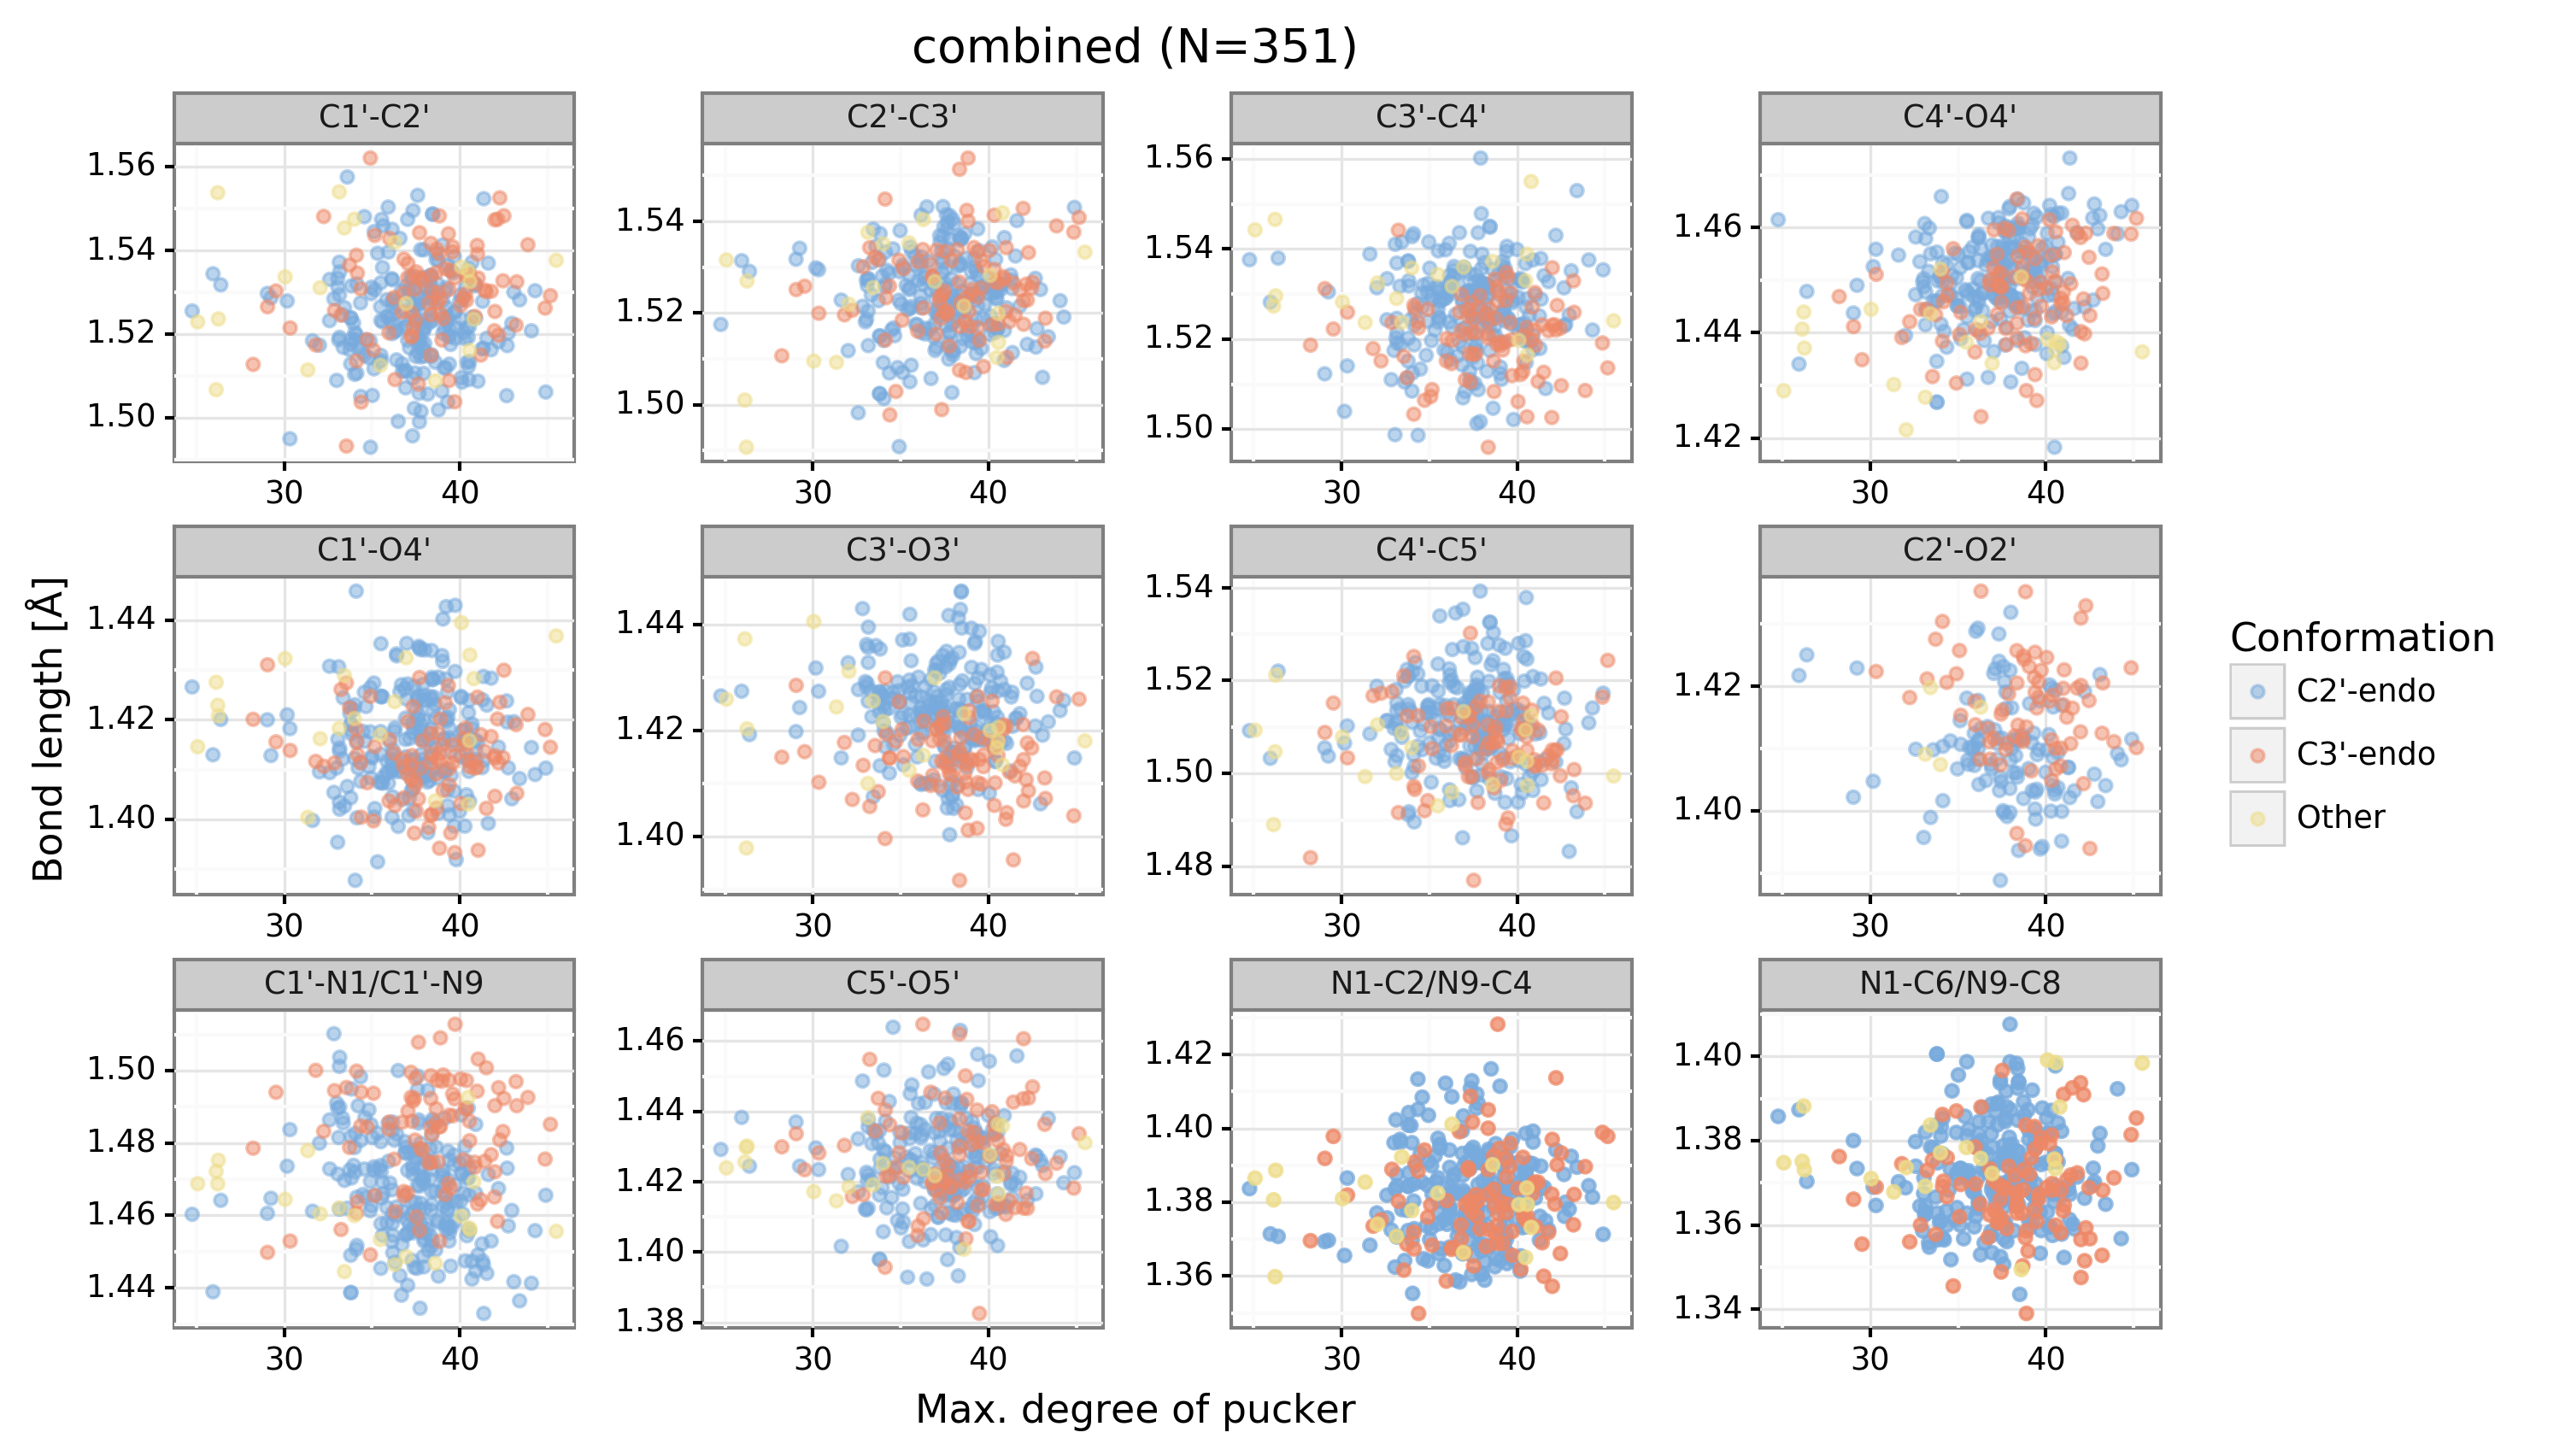 combined (N=351)
C1'-C2'
C2'-C3'
C3'-C4'
C4'-O4'
1.56
1.54
1.52
1.50
1.54
1.52
1.50
1.56
1.54
1.52
1.50
1.46
1.44
1.42
30 40
30 40
30 40
30 40
C1'-O4'
C3'-O3'
C4'-C5'
C2'-O2'
1.44
1.42
1.40
1.44
1.42
1.40
1.54
1.52
1.50
1.48
1.42
1.40
30 40
30 40
30 40
30 40
C1'-N1/C1'-N9
C5'-O5'
N1-C2/N9-C4
N1-C6/N9-C8
1.50
1.48
1.46
1.44
1.46
1.44
1.42
1.40
1.38
1.42
1.40
1.38
1.36
1.40
1.38
1.36
1.34
30 40
30 40
30 40
30 40
Bond length [Å]
Max. degree of pucker
Conformation
C2'-endo
C3'-endo
Other